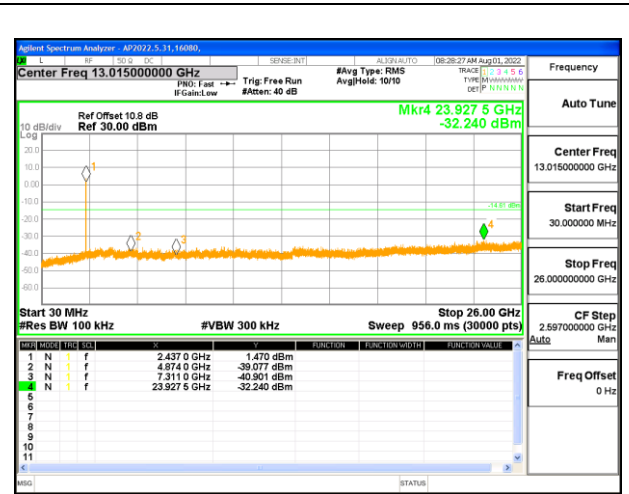 Agilent Spectrum Analyzer - AP2022.5.31,16080,
L RF 50 Ω DC SENSE:INT ALIGN AUTO 08:28:27 AM Aug 01, 2022
Center Freq 13.015000000 GHz #Avg Type: RMS TRACE 1 2 3 4 5 6
PNO: Fast Trig: Free Run Avg|Hold: 10/10 TYPE M
IFGain:Low #Atten: 40 dB DET P N N N N N
Mkr4 23.927 5 GHz
Ref Offset 10.8 dB
10 dB/div Ref 30.00 dBm -32.240 dBm
Log
20.0
10.0
0.00
-10.0
-14.51 dBm
-20.0
-30.0
-40.0
-50.0
-60.0
1
2
3
4
Start 30 MHz Stop 26.00 GHz
#Res BW 100 kHz #VBW 300 kHz Sweep 956.0 ms (30000 pts)
MKR MODE TRC SCL X Y FUNCTION FUNCTION WIDTH FUNCTION VALUE
1 N 1 f 2.437 0 GHz 1.470 dBm
2 N 1 f 4.874 0 GHz -39.077 dBm
3 N 1 f 7.311 0 GHz -40.901 dBm
4 N 1 f 23.927 5 GHz -32.240 dBm
5
6
7
8
9
10
11
MSG STATUS
Frequency
Auto Tune
Center Freq
13.015000000 GHz
Start Freq
30.000000 MHz
Stop Freq
26.000000000 GHz
CF Step
2.597000000 GHz
Auto Man
Freq Offset
0 Hz